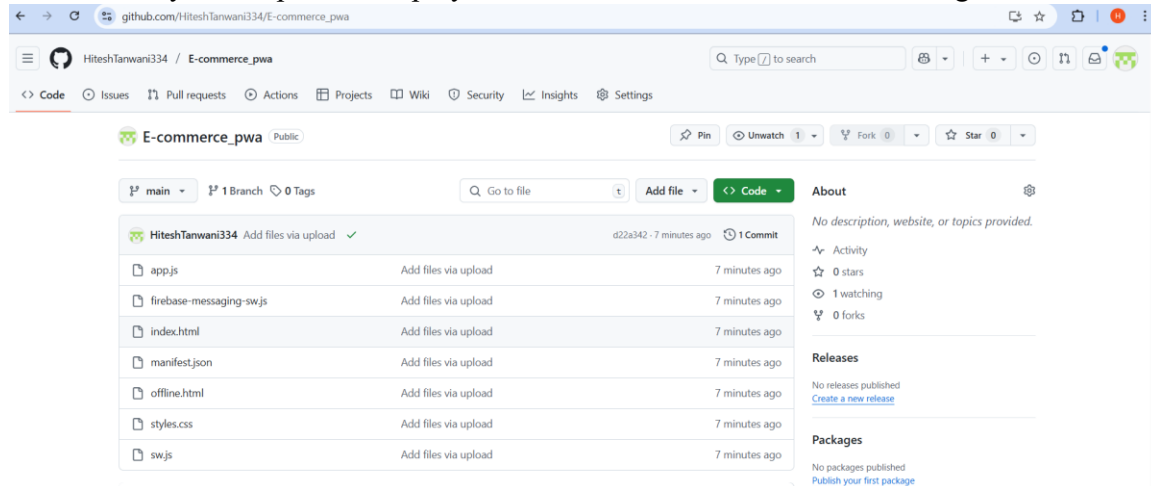 github.com/HiteshTanwani334/E-commerce_pwa
H
HiteshTanwani334 / E-commerce_pwa
Type / to search
Code Issues Pull requests Actions Projects Wiki Security Insights Settings
E-commerce_pwa Public
Pin Unwatch 1 Fork 0 Star 0
main 1 Branch 0 Tags
Go to file t Add file Code
HiteshTanwani334 Add files via upload d22a342 · 7 minutes ago 1 Commit
app.js Add files via upload 7 minutes ago
firebase-messaging-sw.js Add files via upload 7 minutes ago
index.html Add files via upload 7 minutes ago
manifest.json Add files via upload 7 minutes ago
offline.html Add files via upload 7 minutes ago
styles.css Add files via upload 7 minutes ago
sw.js Add files via upload 7 minutes ago
About
No description, website, or topics provided.
Activity
0 stars
1 watching
0 forks
Releases
No releases published
Create a new release
Packages
No packages published
Publish your first package